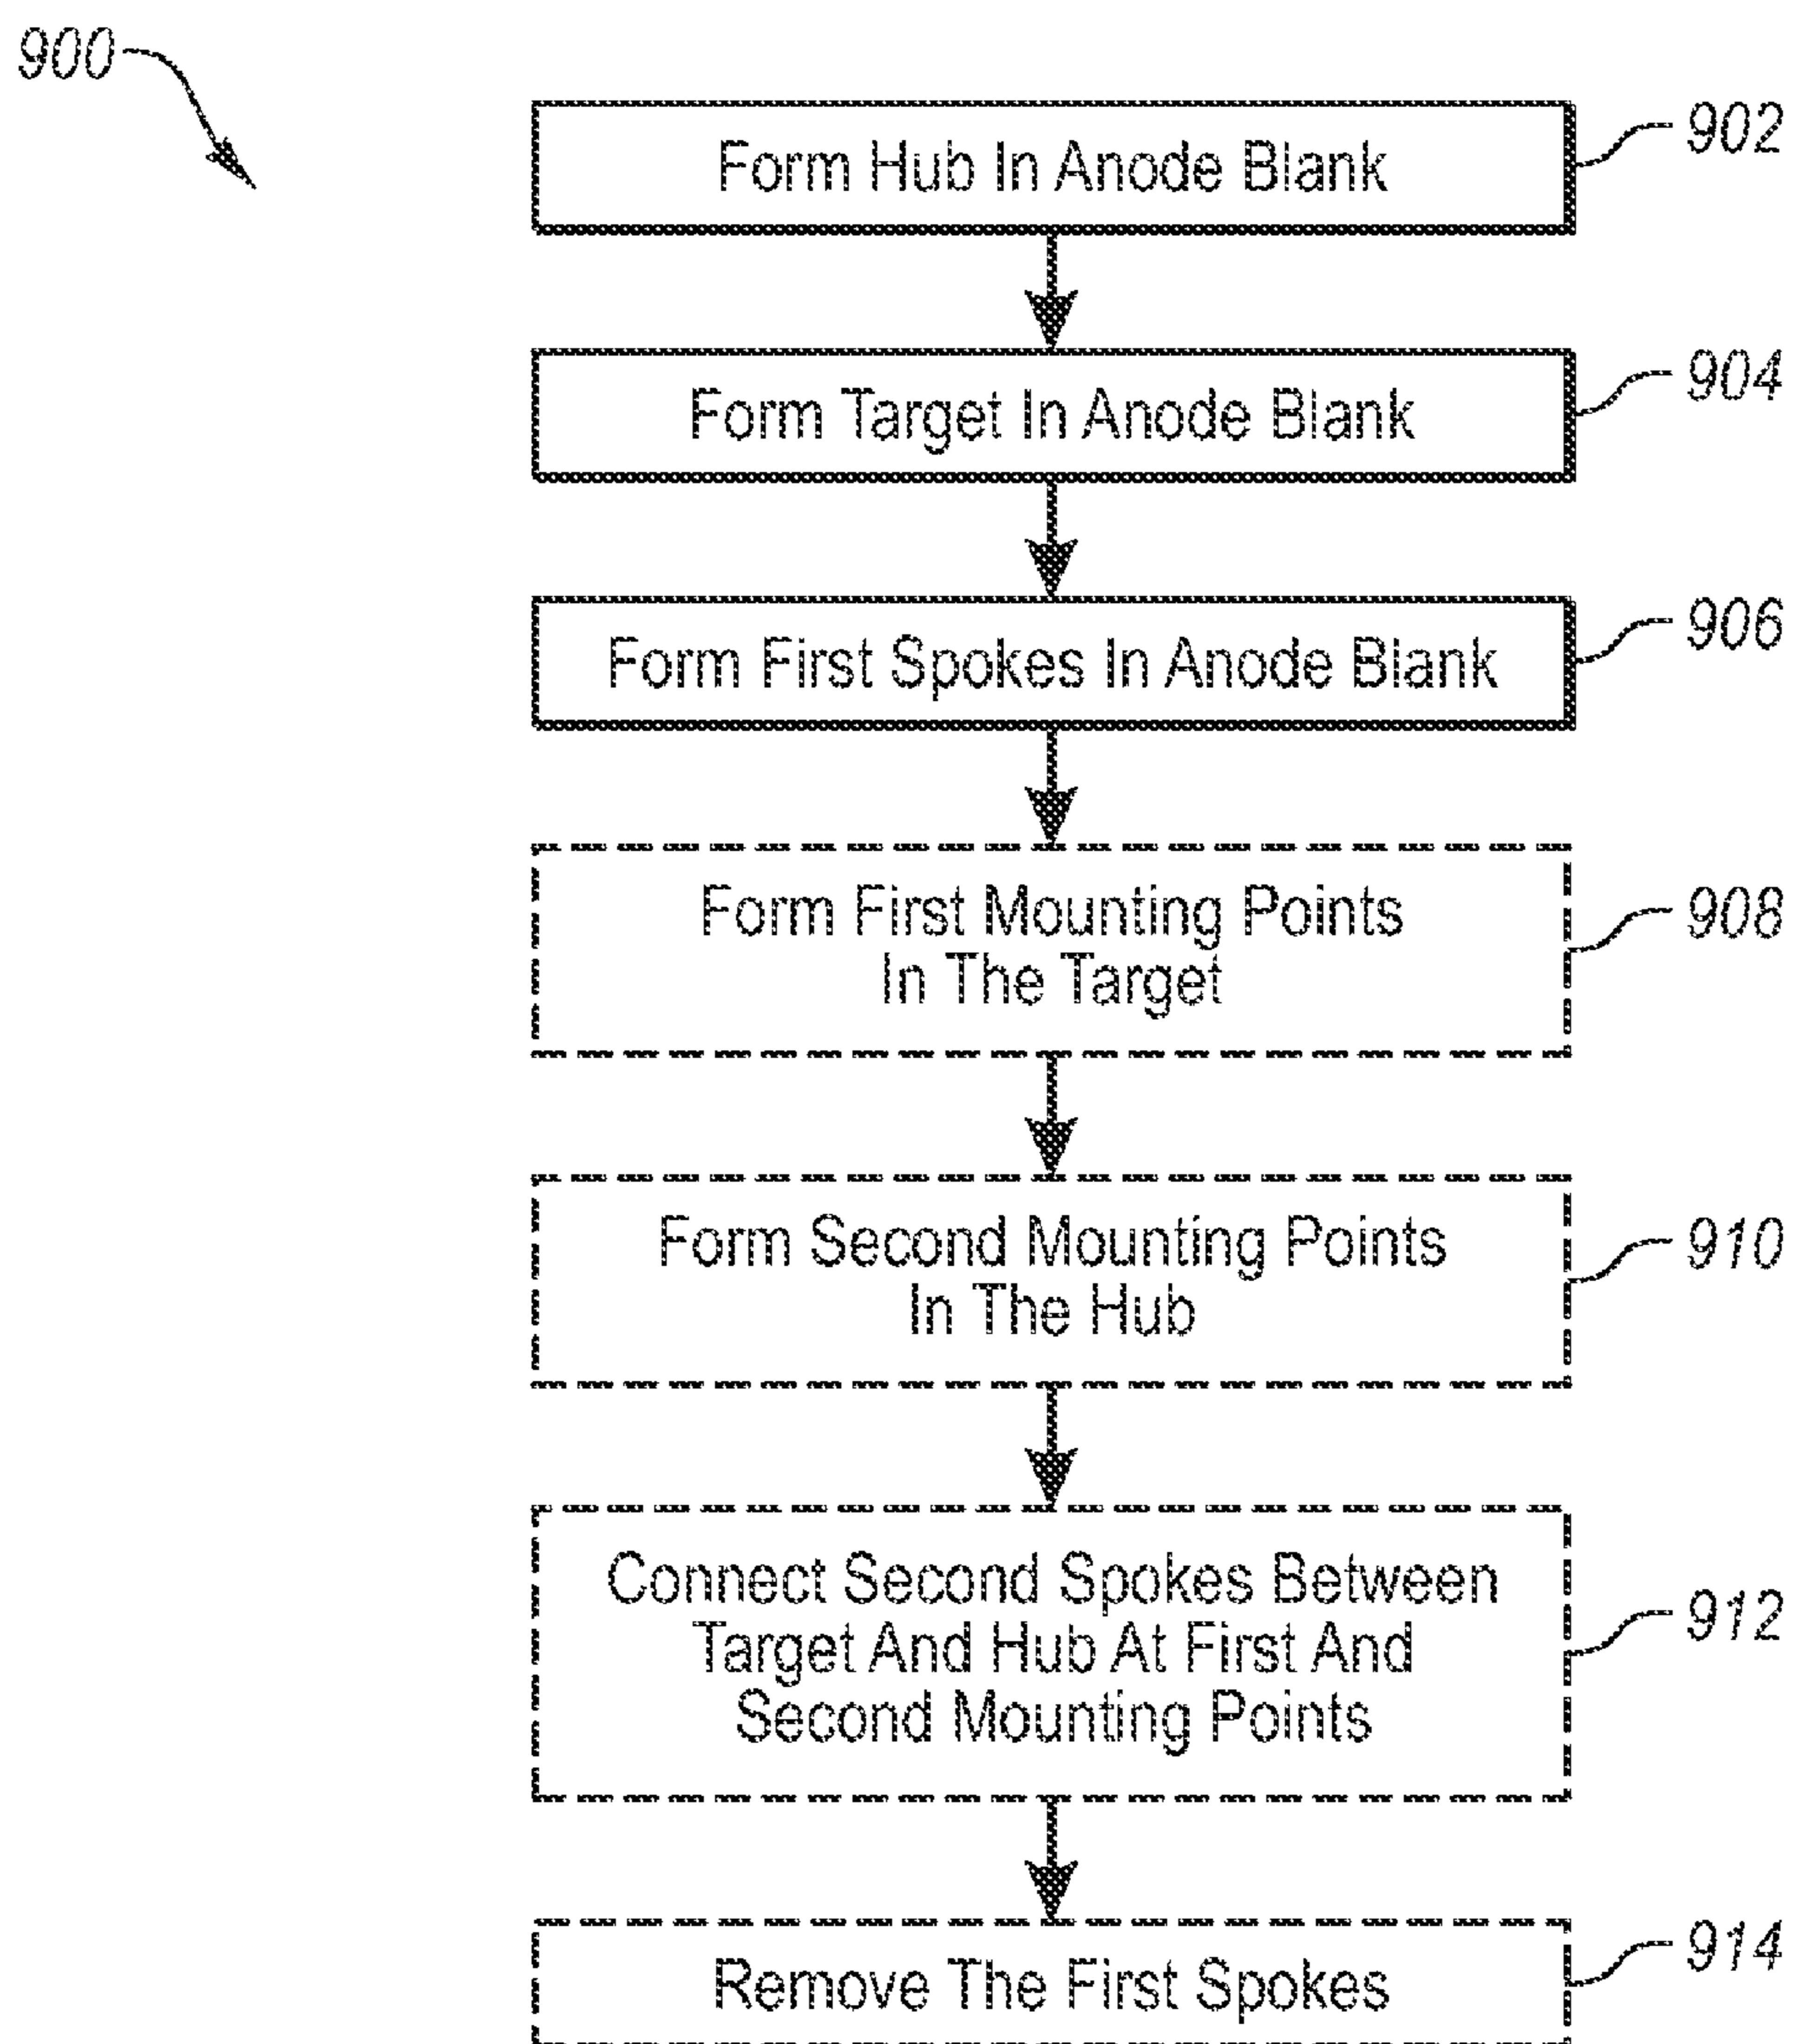 900
Form Hub In Anode Blank
902
Form Target In Anode Blank
904
Form First Spokes In Anode Blank
906
Form First Mounting Points
In The Target
908
Form Second Mounting Points
In The Hub
910
Connect Second Spokes Between
Target And Hub At First And
Second Mounting Points
912
Remove The First Spokes
914